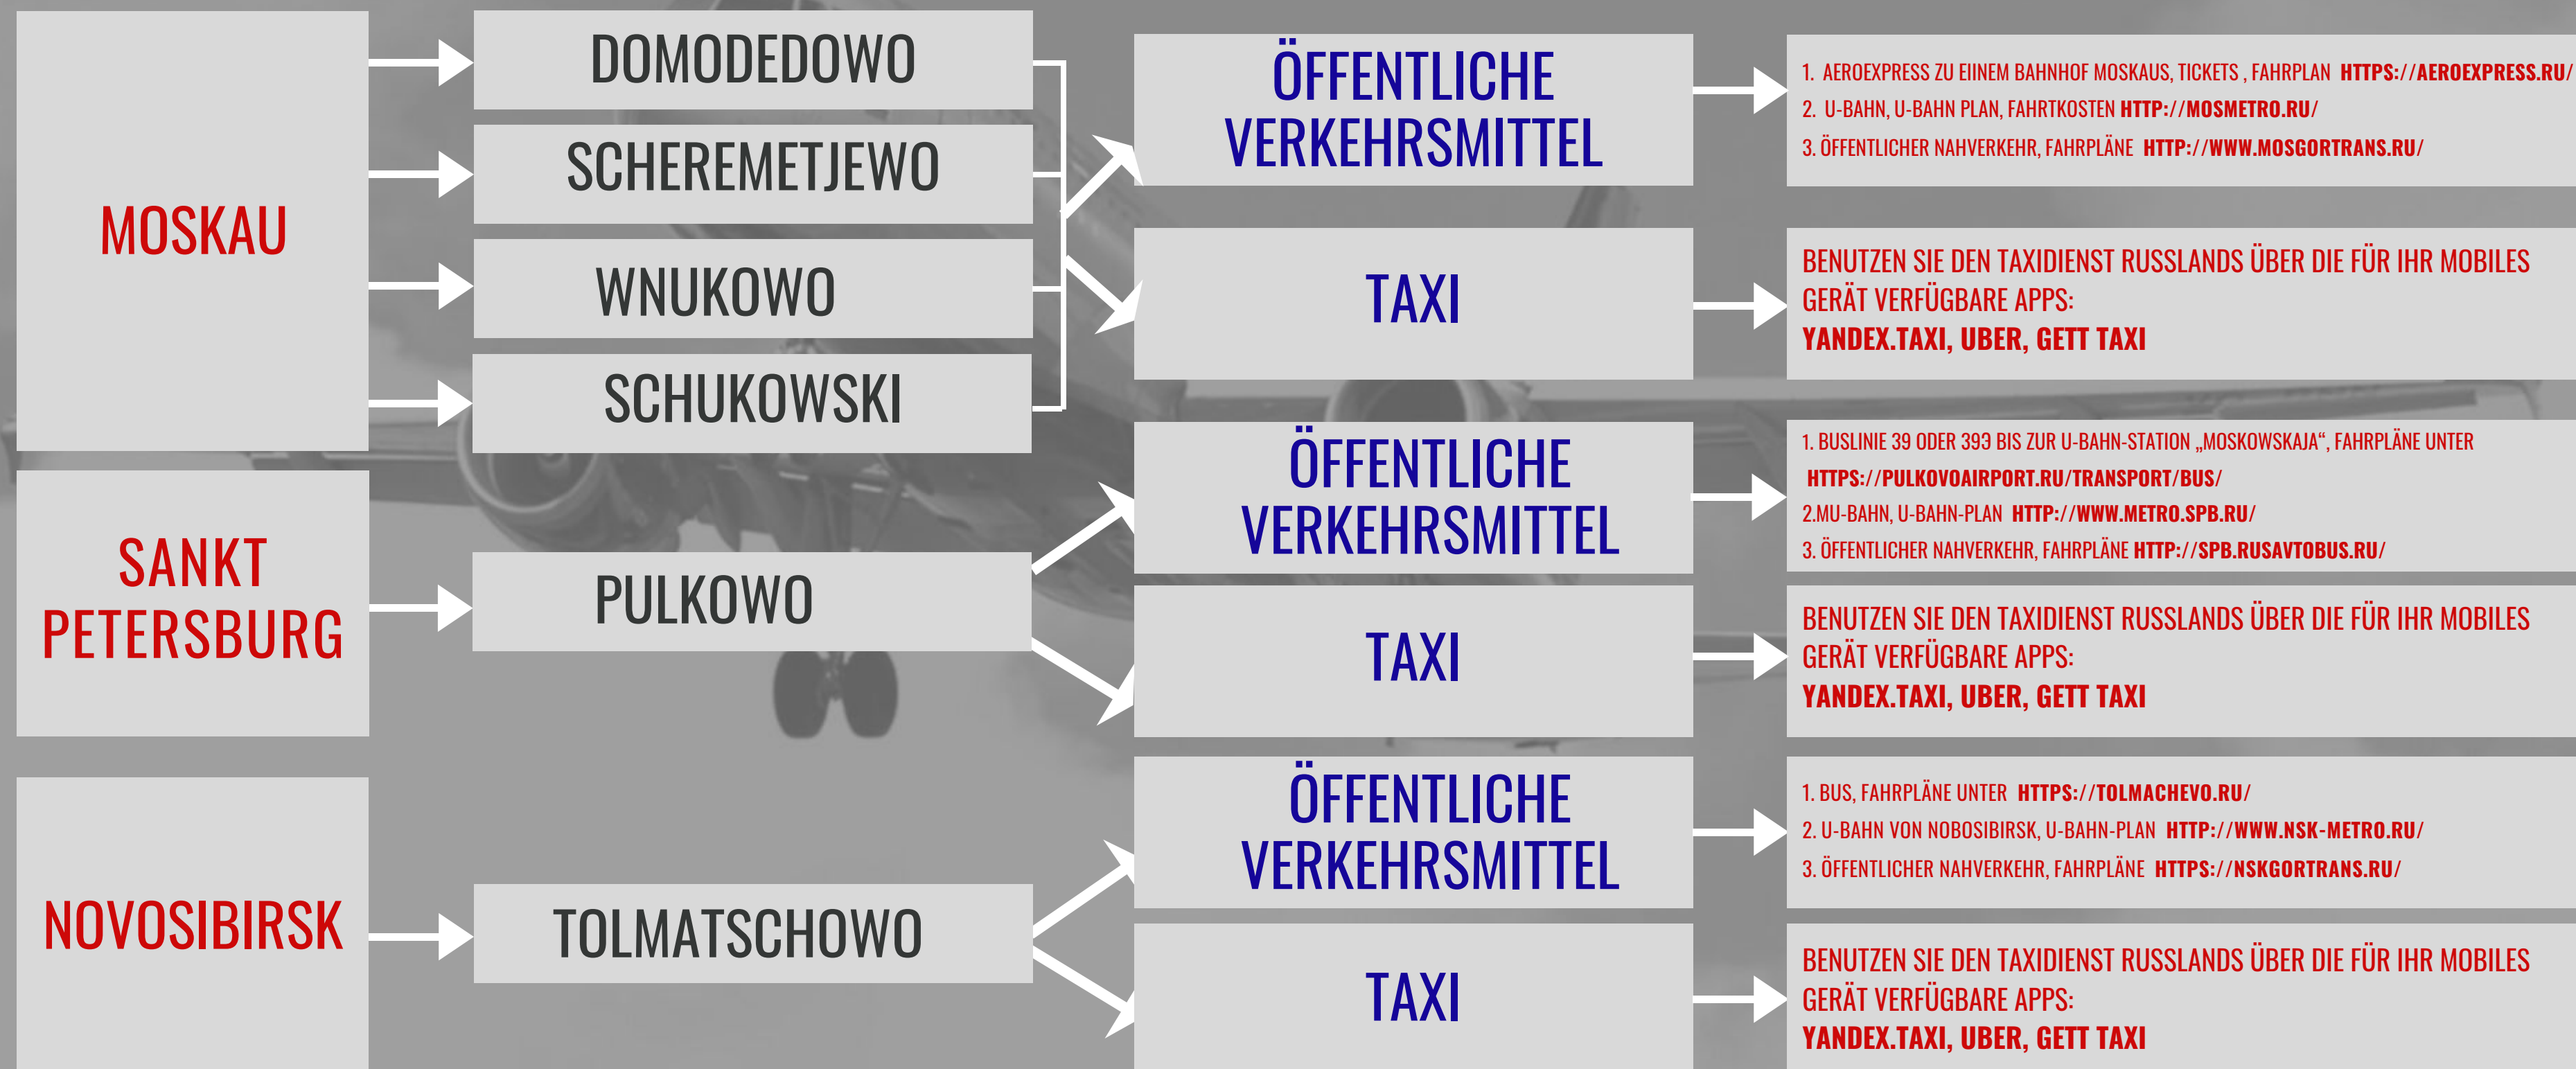 MOSKAU
DOMODEDOWO
SCHEREMETJEWO
WNUKOWO
SCHUKOWSKI
ÖFFENTLICHE
VERKEHRSMITTEL
1. AEROEXPRESS ZU EIINEM BAHNHOF MOSKAUS, TICKETS , FAHRPLAN HTTPS://AEROEXPRESS.RU/
2. U-BAHN, U-BAHN PLAN, FAHRTKOSTEN HTTP://MOSMETRO.RU/
3. ÖFFENTLICHER NAHVERKEHR, FAHRPLÄNE HTTP://WWW.MOSGORTRANS.RU/
TAXI
BENUTZEN SIE DEN TAXIDIENST RUSSLANDS ÜBER DIE FÜR IHR MOBILES
GERÄT VERFÜGBARE APPS:
YANDEX.TAXI, UBER, GETT TAXI
SANKT
PETERSBURG
PULKOWO
ÖFFENTLICHE
VERKEHRSMITTEL
1. BUSLINIE 39 ODER 39Э BIS ZUR U-BAHN-STATION „MOSKOWSKAJA“, FAHRPLÄNE UNTER
HTTPS://PULKOVOAIRPORT.RU/TRANSPORT/BUS/
2.MU-BAHN, U-BAHN-PLAN HTTP://WWW.METRO.SPB.RU/
3. ÖFFENTLICHER NAHVERKEHR, FAHRPLÄNE HTTP://SPB.RUSAVTOBUS.RU/
TAXI
BENUTZEN SIE DEN TAXIDIENST RUSSLANDS ÜBER DIE FÜR IHR MOBILES
GERÄT VERFÜGBARE APPS:
YANDEX.TAXI, UBER, GETT TAXI
NOVOSIBIRSK
TOLMATSCHOWO
ÖFFENTLICHE
VERKEHRSMITTEL
1. BUS, FAHRPLÄNE UNTER HTTPS://TOLMACHEVO.RU/
2. U-BAHN VON NOBOSIBIRSK, U-BAHN-PLAN HTTP://WWW.NSK-METRO.RU/
3. ÖFFENTLICHER NAHVERKEHR, FAHRPLÄNE HTTPS://NSKGORTRANS.RU/
TAXI
BENUTZEN SIE DEN TAXIDIENST RUSSLANDS ÜBER DIE FÜR IHR MOBILES
GERÄT VERFÜGBARE APPS:
YANDEX.TAXI, UBER, GETT TAXI